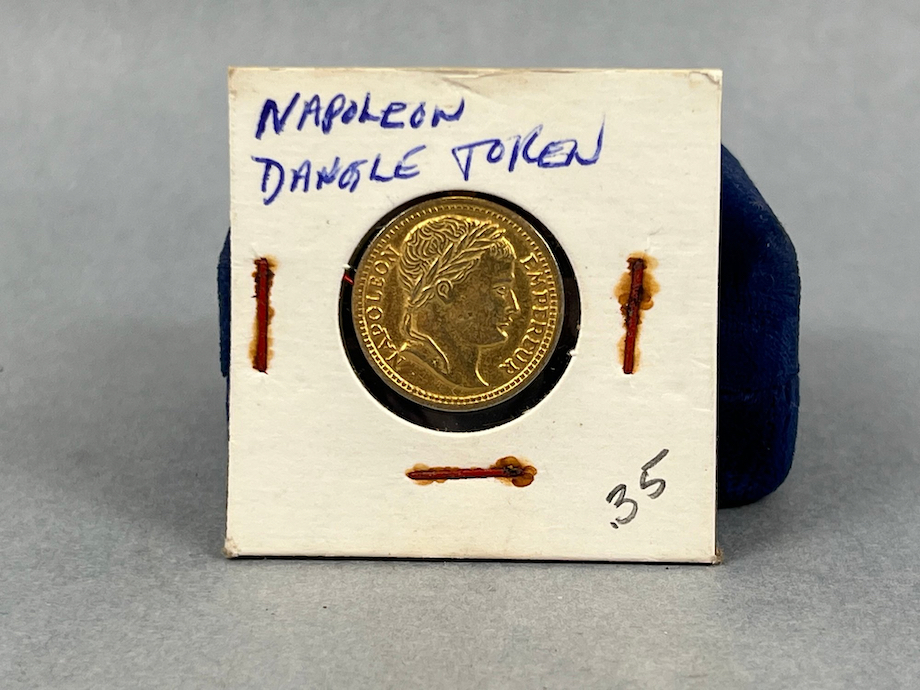 NAPOLEON
DANGLE TOKEN
NAPOLEON EMPEREUR
.35